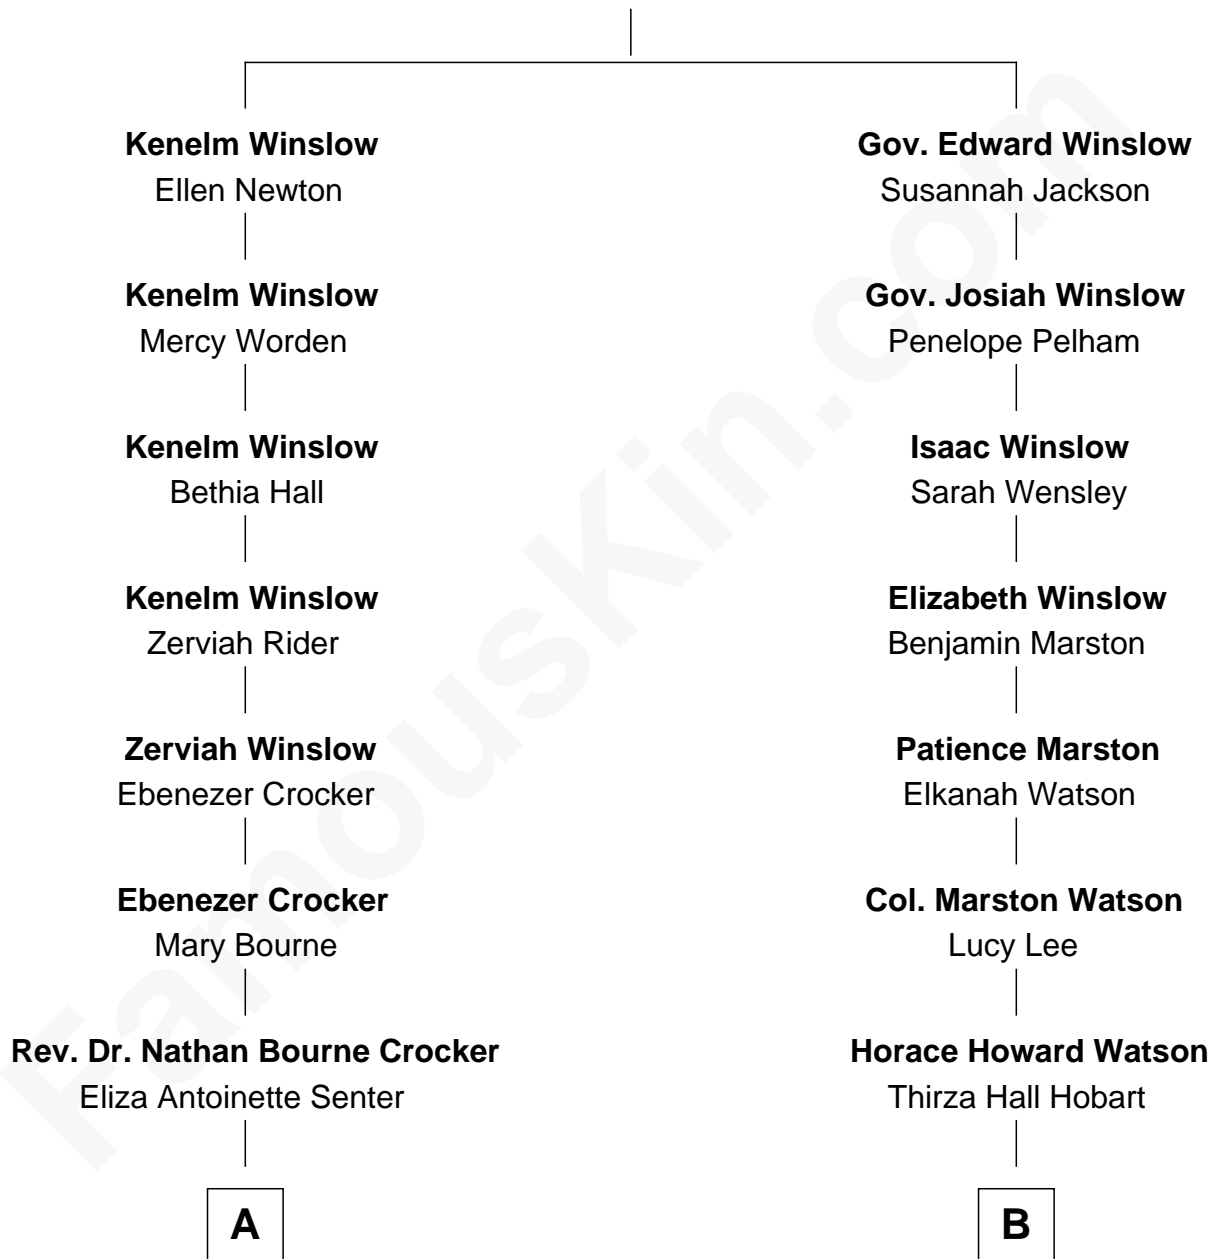 Kenelm Winslow
Ellen Newton
Gov. Edward Winslow
Susannah Jackson
Kenelm Winslow
Mercy Worden
Gov. Josiah Winslow
Penelope Pelham
Kenelm Winslow
Bethia Hall
Isaac Winslow
Sarah Wensley
Kenelm Winslow
Zerviah Rider
Elizabeth Winslow
Benjamin Marston
Zerviah Winslow
Ebenezer Crocker
Patience Marston
Elkanah Watson
Ebenezer Crocker
Mary Bourne
Col. Marston Watson
Lucy Lee
Rev. Dr. Nathan Bourne Crocker
Eliza Antoinette Senter
Horace Howard Watson
Thirza Hall Hobart
A
B
FamousKin.com